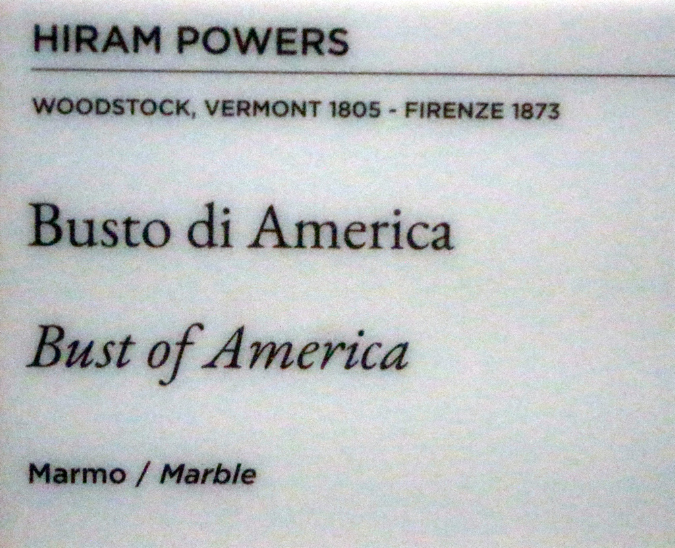 HIRAM POWERS
WOODSTOCK, VERMONT 1805 - FIRENZE 1873
Busto di America
Bust of America
Marmo / Marble